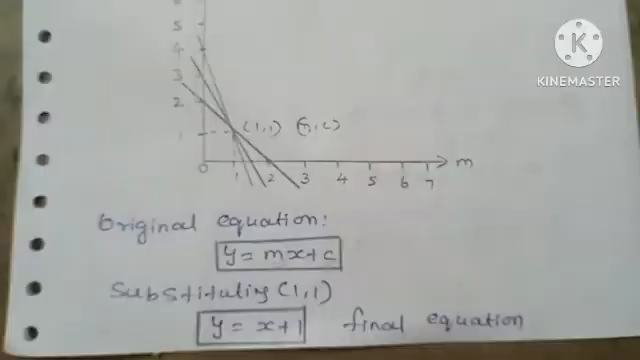 5
4
3
2
1
(1,1) (m,c)
0 1 2 3 4 5 6 7 m
K
KINEMASTER
Original equation:
y = mx+c
Substituting (1,1)
y = x+1 final equation